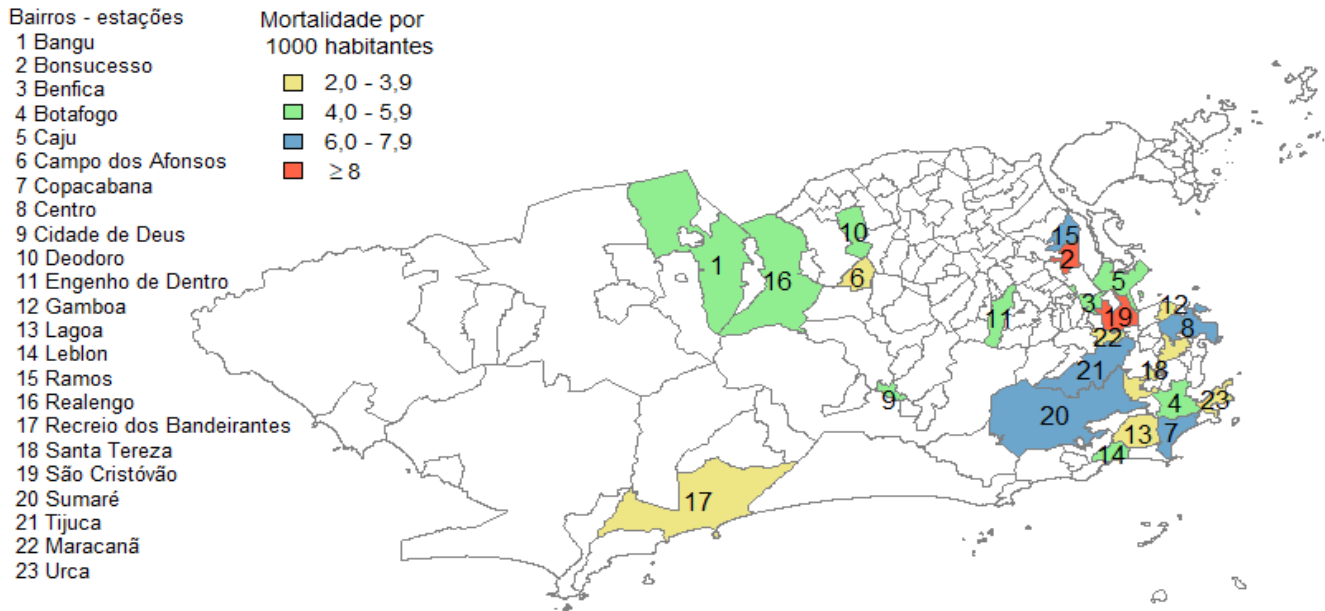 Bairros - estações
1 Bangu
2 Bonsucesso
3 Benfica
4 Botafogo
5 Caju
6 Campo dos Afonsos
7 Copacabana
8 Centro
9 Cidade de Deus
10 Deodoro
11 Engenho de Dentro
12 Gamboa
13 Lagoa
14 Leblon
15 Ramos
16 Realengo
17 Recreio dos Bandeirantes
18 Santa Tereza
19 São Cristóvão
20 Sumaré
21 Tijuca
22 Maracanã
23 Urca
Mortalidade por
1000 habitantes
2,0 - 3,9
4,0 - 5,9
6,0 - 7,9
≥ 8
10
15
2
1
16
6
5
3
19
12
11
8
22
21
18
9
20
4
23
13
7
14
17